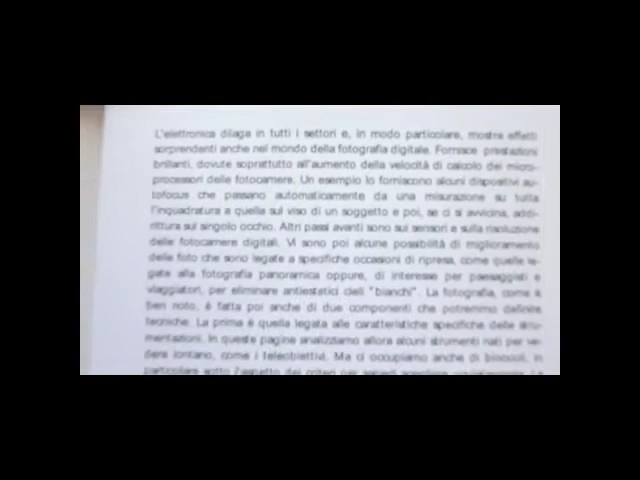 L'elettronica dilaga in tutti i settori e, in modo particolare, mostra effetti
sorprendenti anche nel mondo della fotografia digitale. Fornisce prestazioni
brillanti, dovute soprattutto all'aumento della velocità di calcolo dei micro-
processori delle fotocamere. Un esempio lo forniscono alcuni dispositivi au-
tofocus che passano automaticamente da una misurazione su tutta
l'inquadratura a quella sul viso di un soggetto e poi, se ci si avvicina, addi-
rittura sul singolo occhio. Altri passi avanti sono sui sensori e sulla risoluzione
delle fotocamere digitali. Vi sono poi alcune possibilità di miglioramento
delle foto che sono legate a specifiche occasioni di ripresa, come quelle le-
gate alla fotografia panoramica oppure, di interesse per paesaggisti e
viaggiatori, per eliminare antiestetici cieli "bianchi". La fotografia, come è
ben noto, è fatta poi anche di due componenti che potremmo definire
tecniche. La prima è quella legata alle caratteristiche specifiche delle stru-
mentazioni. In queste pagine analizziamo allora alcuni strumenti nati per ve-
dere lontano, come i teleobiettivi. Ma ci occupiamo anche di binocoli, in
particolare sotto l'aspetto dei criteri per saperli scegliere